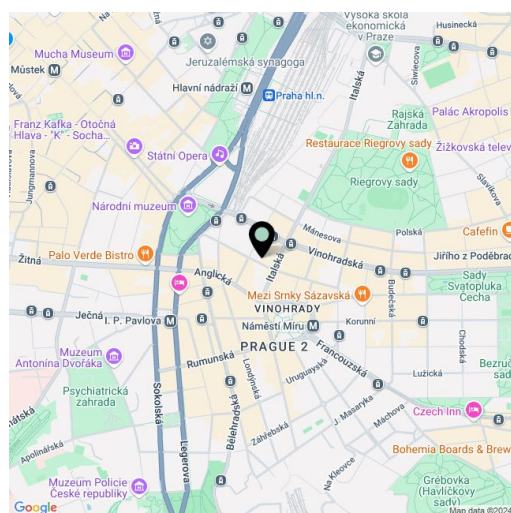 Vysoká škola
ekonomická
v Praze
Husinecká
Mucha Museum
Jeruzalémská synagoga
Siwiecova
Můstek
Hlavní nádraží
Praha hl.n.
Italská
Rajská
Zahrada
Palác Akropolis
Franz Kafka - Otočná
Hlava - "K" - Socha...
Restaurace Riegrovy sady
Žižkovská telev
Státní Opera
Jungmannova
Riegrovy sady
Slavíkova
Národní muzeum
Mánesova
Polská
Cafefin
Žitná
Palo Verde Bistro
Vinohradská
Jiřího z Poděbrad
Anglická
Italská
Sady
Svatopluka
Čecha
Mezi Srnky Sázavská
Budečská
Ječná
I. P. Pavlova
VINOHRADY
Náměstí Míru
Korunní
Chodská
PRAGUE 2
Muzeum
Antonína Dvořáka
Rumunská
Londýnská
Francouzská
Bezruč
sad
Uruguayská
Lužická
Psychiatrická
zahrada
Sokolská
Bělehradská
J. Masaryka
Máchova
Czech Inn
nátská
Záhřebská
Apolinářská
Legerova
Na Kleovce
Bohemia Boards & Brew
Muzeum Policie
České republiky
Grébovka
(Havlíčkovy
sady)
Google
Map data ©2024